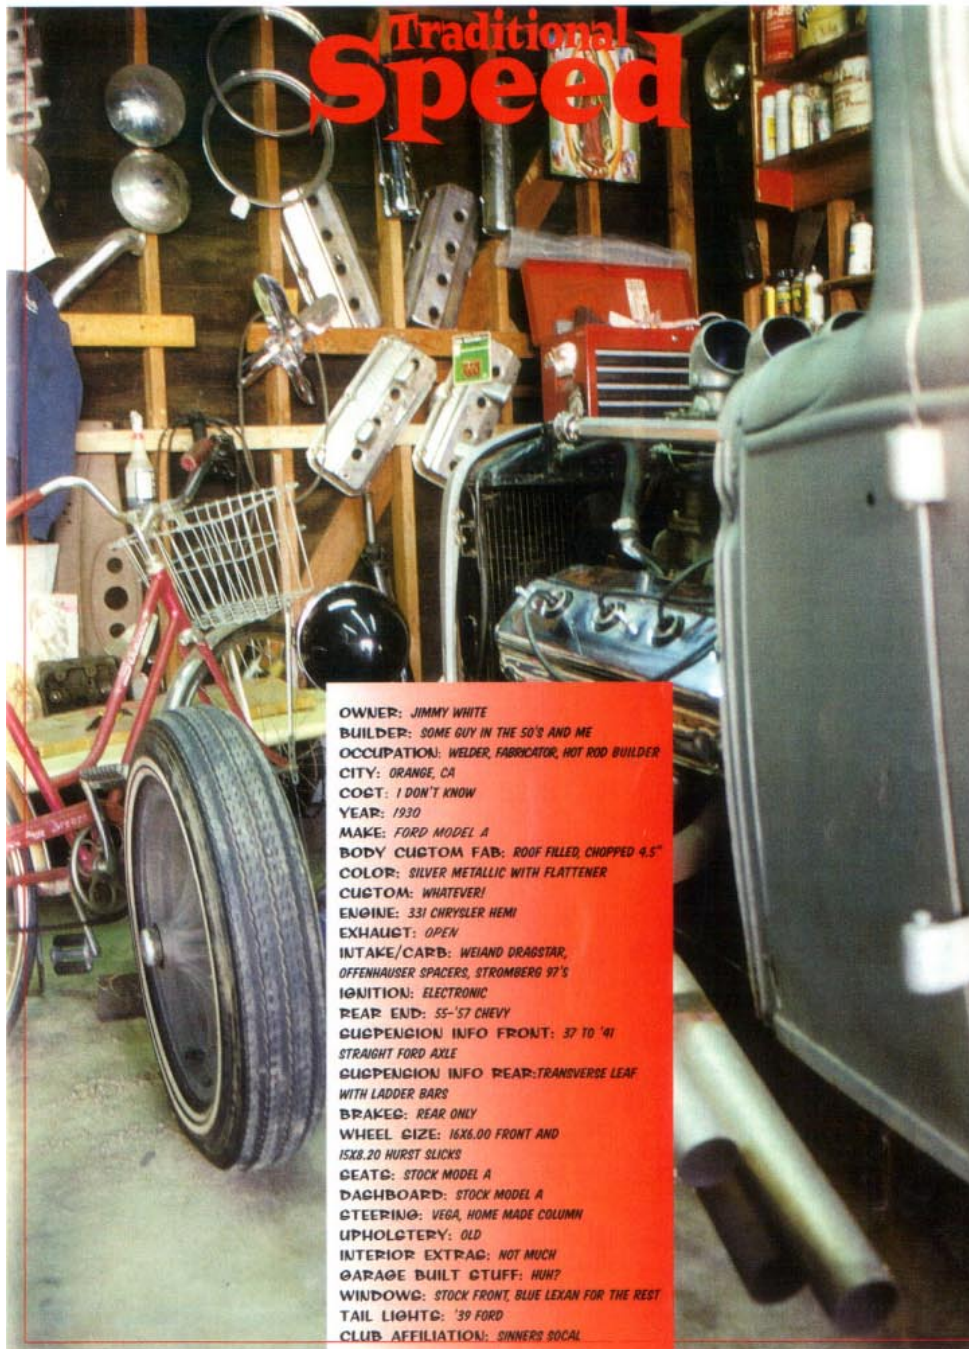 Traditional
Speed
OWNER: JIMMY WHITE
BUILDER: SOME GUY IN THE 50'S AND ME
OCCUPATION: WELDER, FABRICATOR, HOT ROD BUILDER
CITY: ORANGE, CA
COST: I DON'T KNOW
YEAR: 1930
MAKE: FORD MODEL A
BODY CUSTOM FAB: ROOF FILLED, CHOPPED 4.5"
COLOR: SILVER METALLIC WITH FLATTENER
CUSTOM: WHATEVER!
ENGINE: 331 CHRYSLER HEMI
EXHAUST: OPEN
INTAKE/CARB: WEIAND DRAGSTAR,
OFFENHAUSER SPACERS, STROMBERG 97'S
IGNITION: ELECTRONIC
REAR END: 55-'57 CHEVY
SUSPENSION INFO FRONT: 37 TO '41
STRAIGHT FORD AXLE
SUSPENSION INFO REAR:TRANSVERSE LEAF
WITH LADDER BARS
BRAKES: REAR ONLY
WHEEL SIZE: 16X6.00 FRONT AND
15X8.20 HURST SLICKS
SEATS: STOCK MODEL A
DASHBOARD: STOCK MODEL A
STEERING: VEGA, HOME MADE COLUMN
UPHOLSTERY: OLD
INTERIOR EXTRAS: NOT MUCH
GARAGE BUILT STUFF: HUH?
WINDOWS: STOCK FRONT, BLUE LEXAN FOR THE REST
TAIL LIGHTS: '39 FORD
CLUB AFFILIATION: SINNERS SOCAL